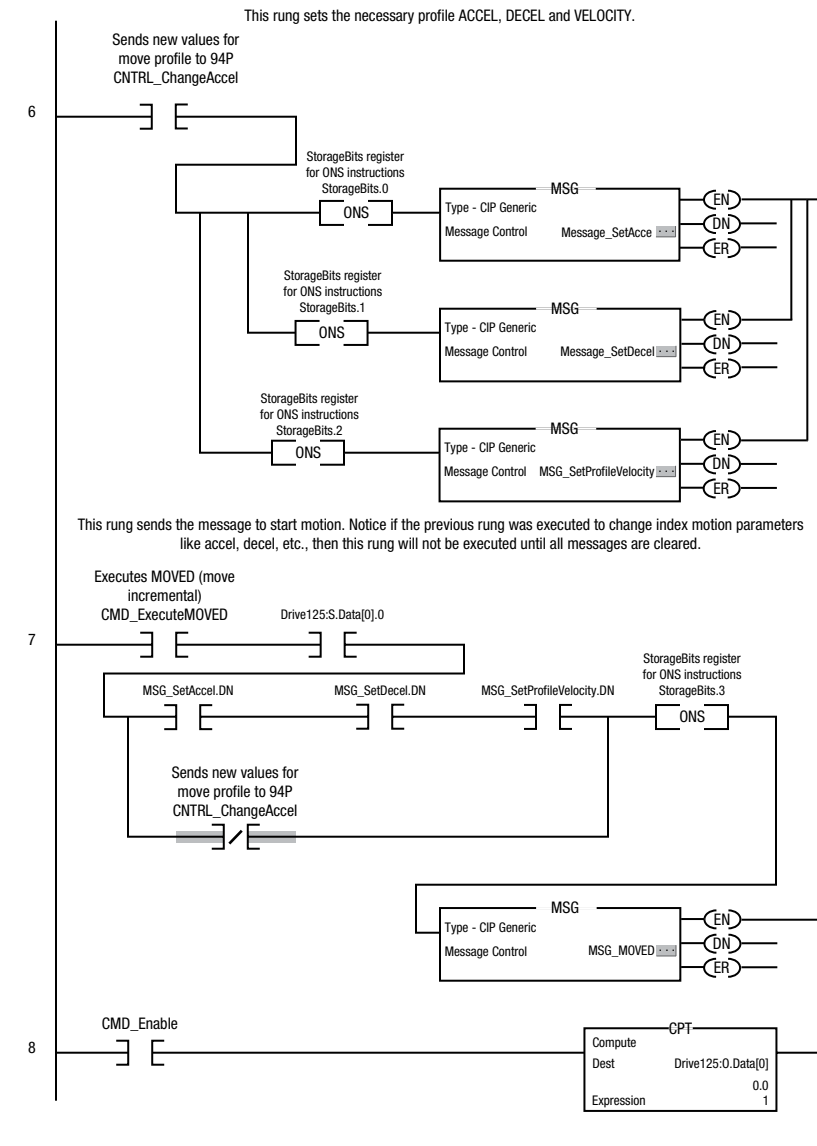 This rung sets the necessary profile ACCEL, DECEL and VELOCITY.
Sends new values for
move profile to 94P
CNTRL_ChangeAccel
6
StorageBits register
for ONS instructions
StorageBits.0
ONS
MSG
Type - CIP Generic
Message Control Message_SetAcce ...
EN
DN
ER
StorageBits register
for ONS instructions
StorageBits.1
ONS
MSG
Type - CIP Generic
Message Control Message_SetDecel ...
EN
DN
ER
StorageBits register
for ONS instructions
StorageBits.2
ONS
MSG
Type - CIP Generic
Message Control MSG_SetProfileVelocity ...
EN
DN
ER
This rung sends the message to start motion. Notice if the previous rung was executed to change index motion parameters
like accel, decel, etc., then this rung will not be executed until all messages are cleared.
Executes MOVED (move
incremental)
CMD_ExecuteMOVED
Drive125:S.Data[0].0
7
StorageBits register
for ONS instructions
StorageBits.3
MSG_SetAccel.DN
MSG_SetDecel.DN
MSG_SetProfileVelocity.DN
ONS
Sends new values for
move profile to 94P
CNTRL_ChangeAccel
MSG
Type - CIP Generic
Message Control MSG_MOVED ...
EN
DN
ER
CMD_Enable
8
CPT
Compute
Dest Drive125:O.Data[0]
0.0
Expression 1